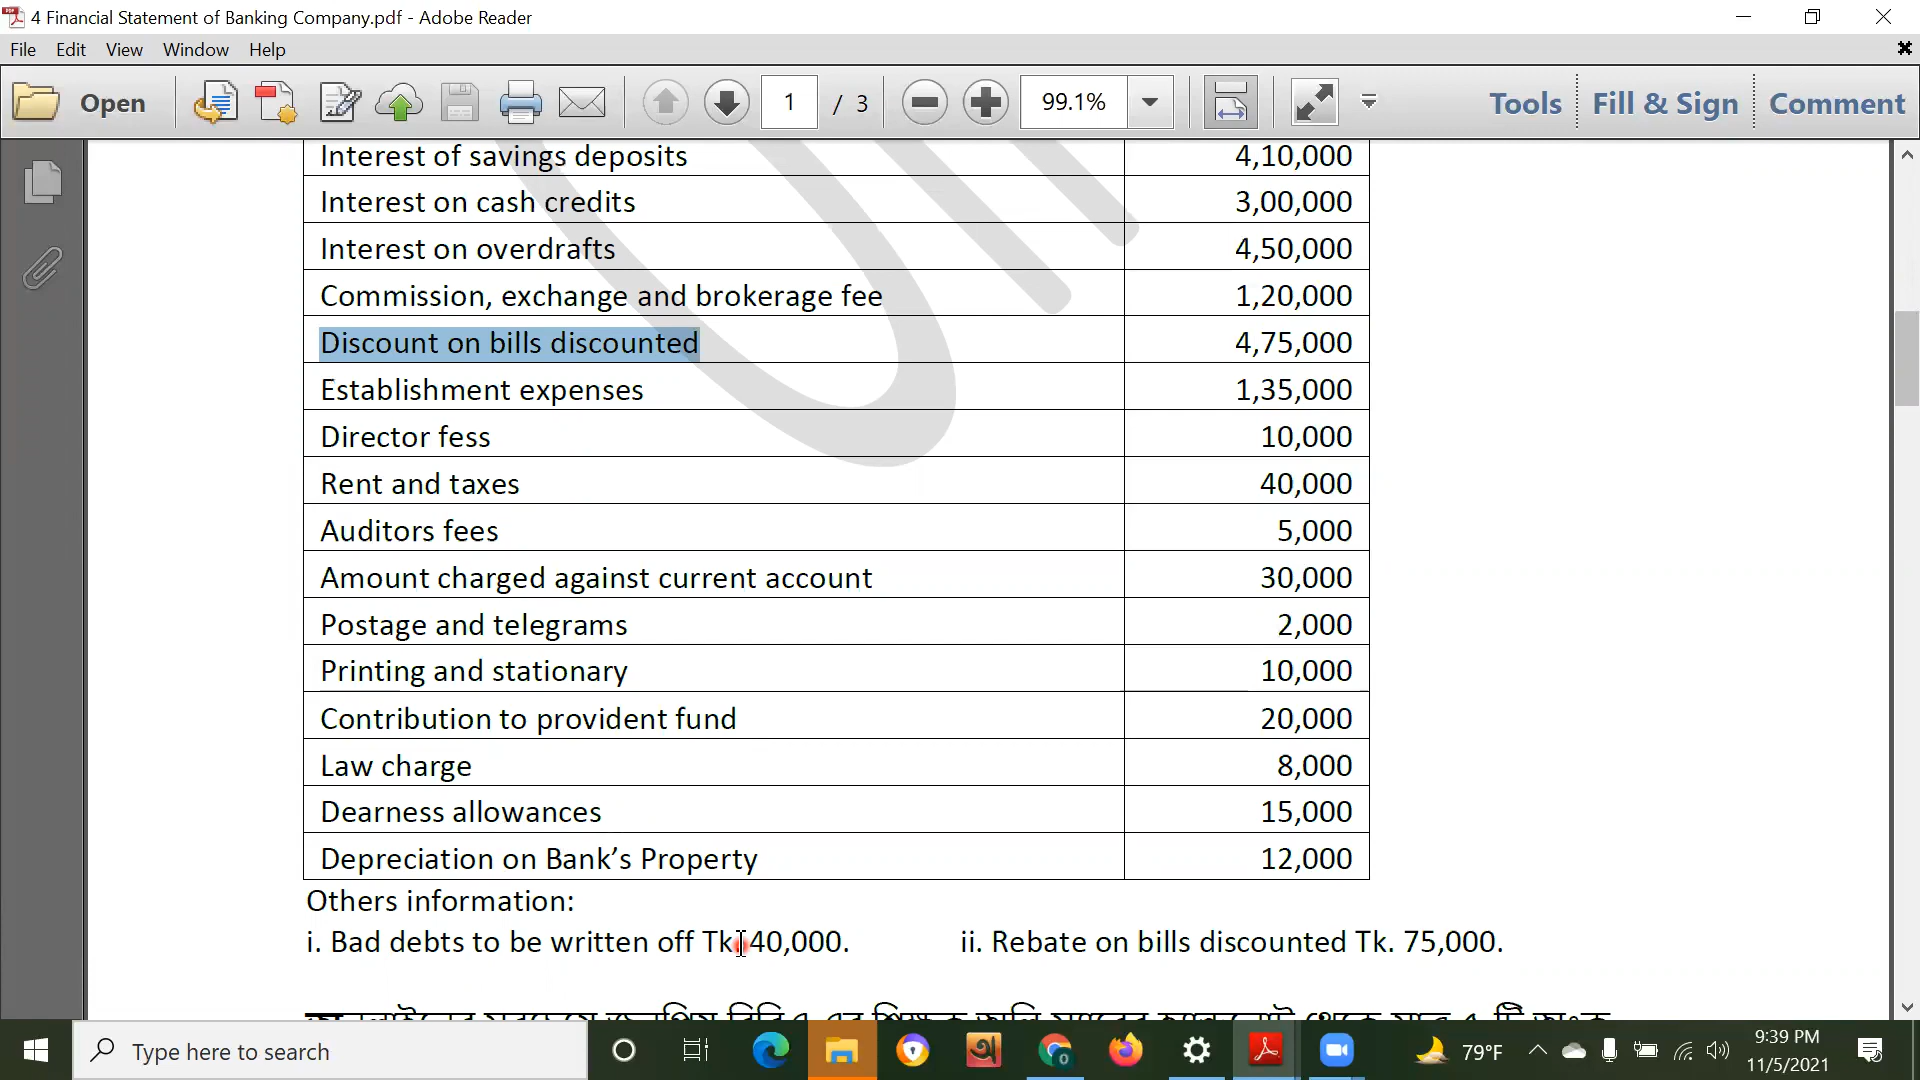 4 Financial Statement of Banking Company.pdf - Adobe Reader
File Edit View Window Help
Open 1 / 3 99.1% Tools Fill & Sign Comment
Interest of savings deposits 4,10,000
Interest on cash credits 3,00,000
Interest on overdrafts 4,50,000
Commission, exchange and brokerage fee 1,20,000
Discount on bills discounted 4,75,000
Establishment expenses 1,35,000
Director fess 10,000
Rent and taxes 40,000
Auditors fees 5,000
Amount charged against current account 30,000
Postage and telegrams 2,000
Printing and stationary 10,000
Contribution to provident fund 20,000
Law charge 8,000
Dearness allowances 15,000
Depreciation on Bank’s Property 12,000
Others information:
i. Bad debts to be written off Tk. 40,000. ii. Rebate on bills discounted Tk. 75,000.
Type here to search 79°F 9:39 PM
11/5/2021